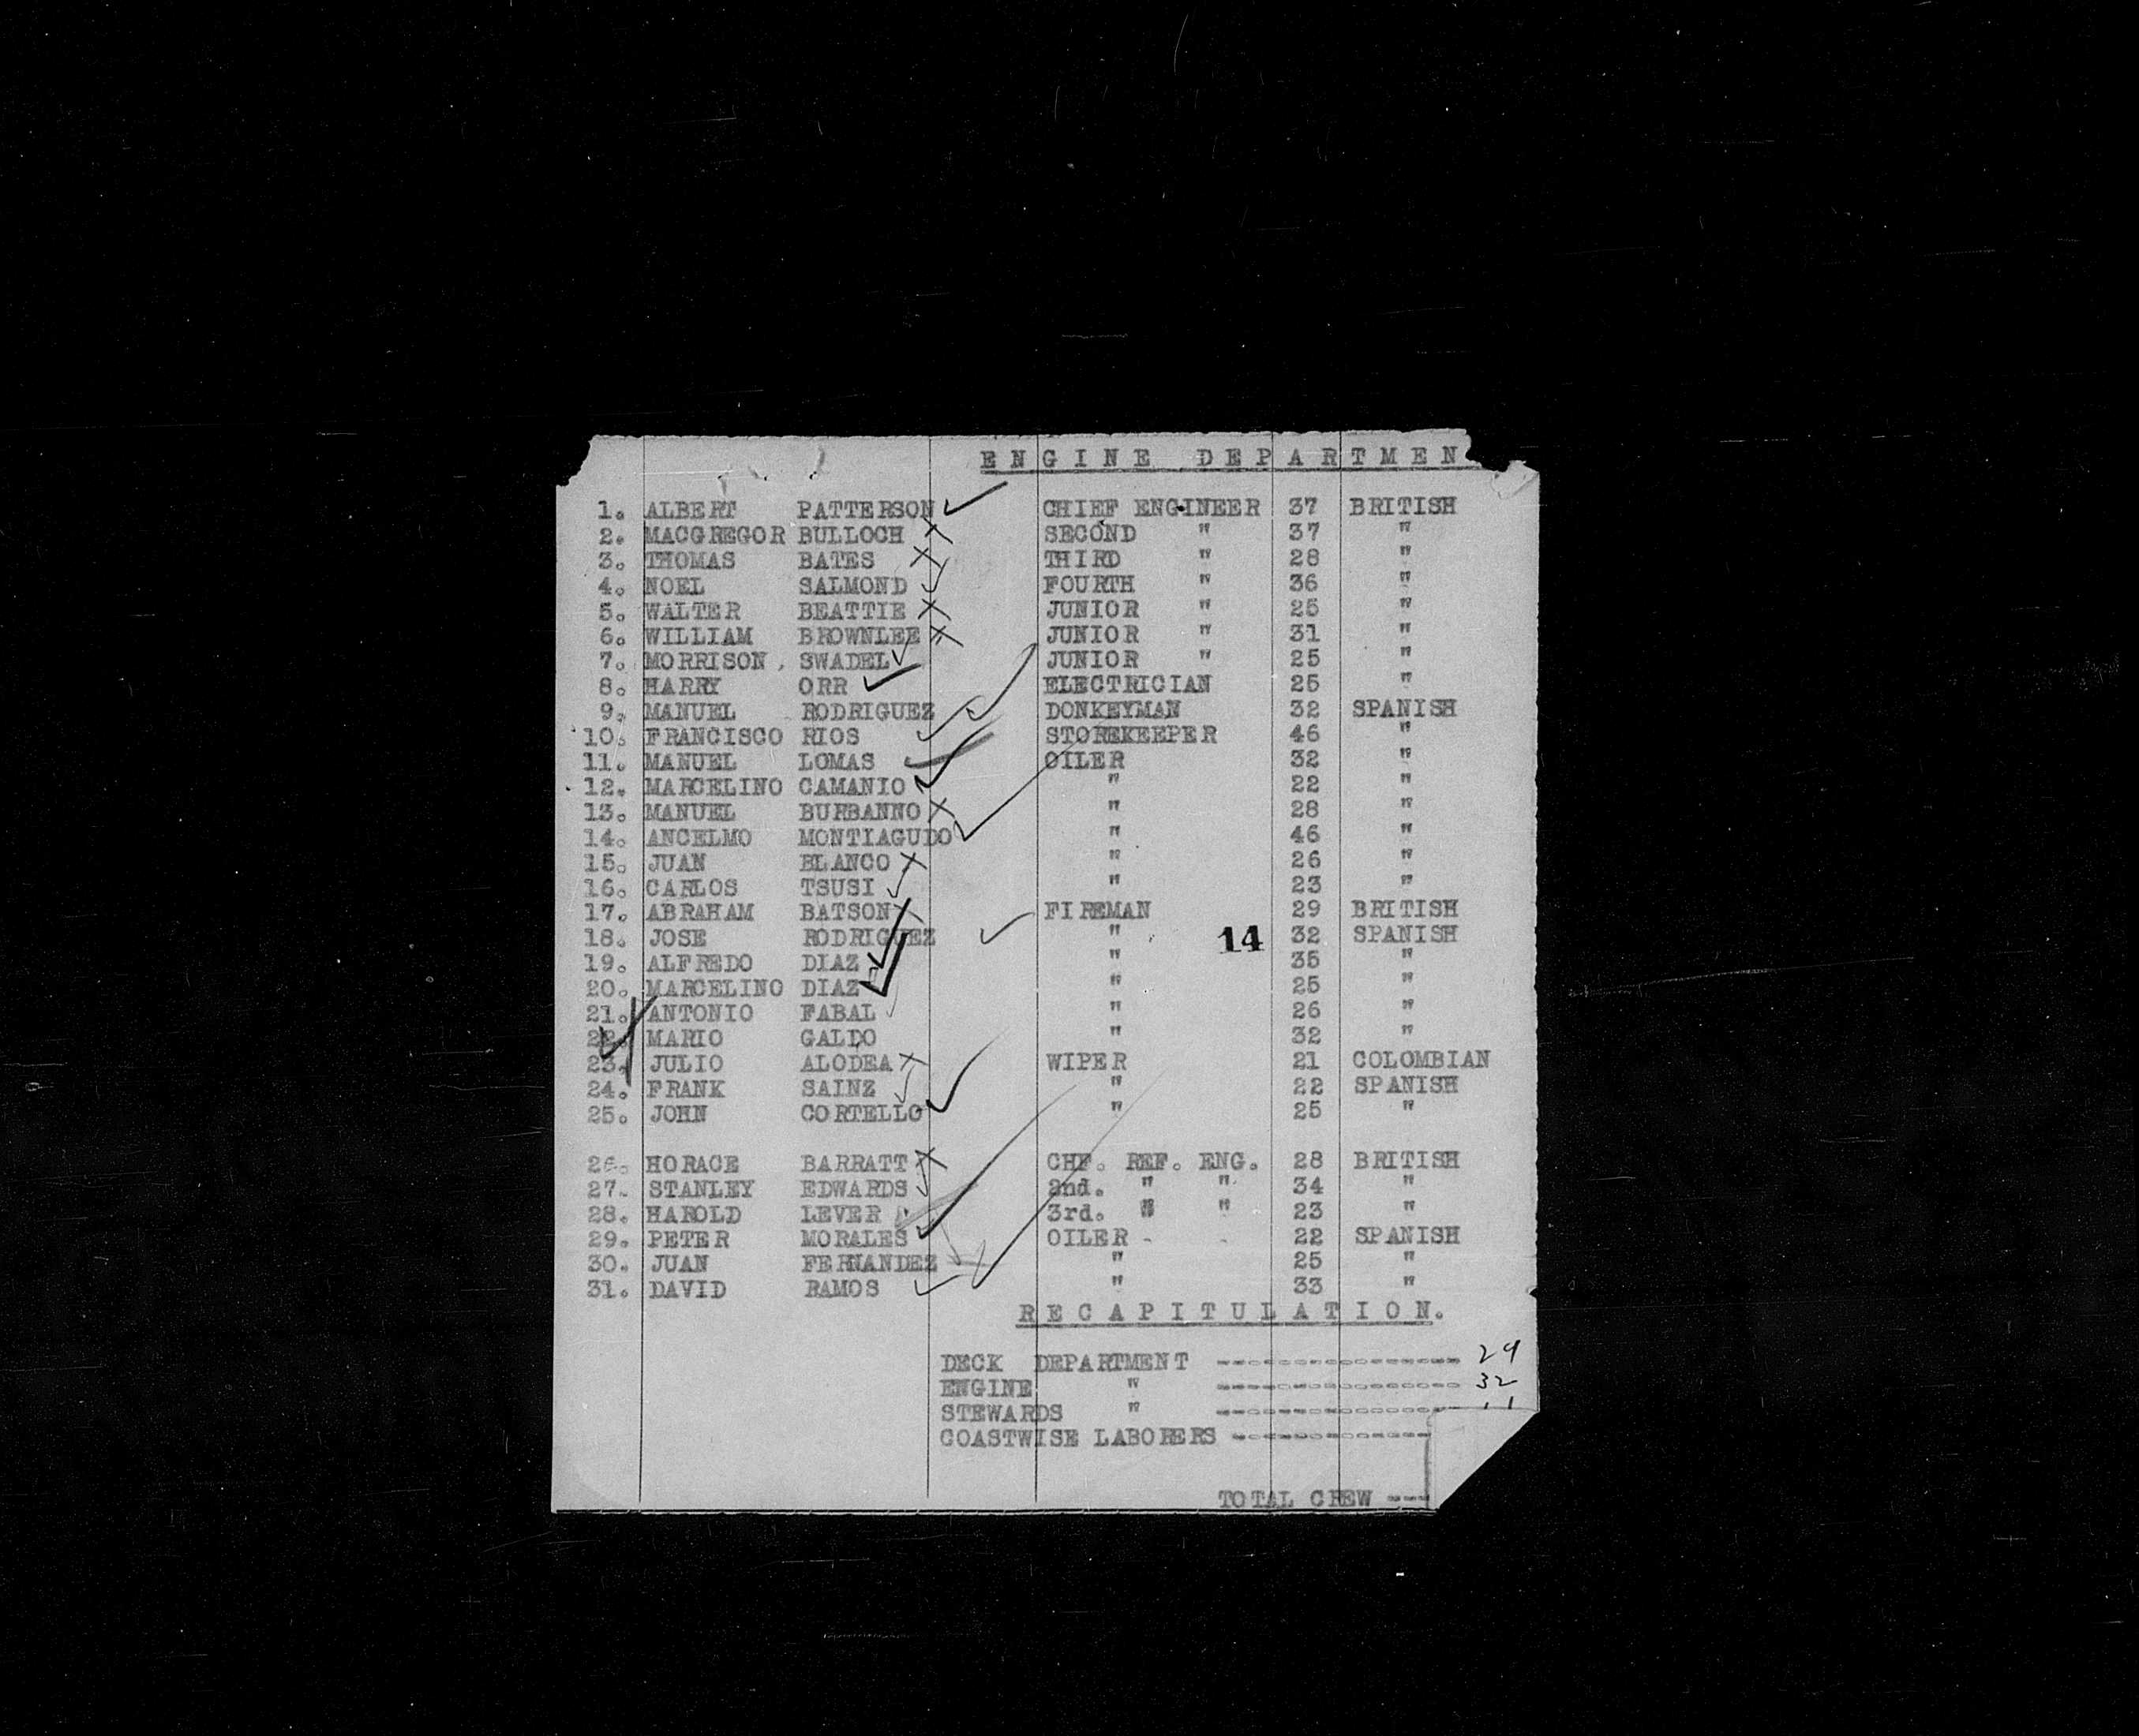 ENGINE DEPARTMEN
1. ALBERT PATTERSON CHIEF ENGINEER 37 BRITISH
2. MACGREGOR BULLOCH SECOND " 37 "
3. THOMAS BATES THIRD " 28 "
4. NOEL SALMOND FOURTH " 36 "
5. WALTER BEATTIE JUNIOR " 25 "
6. WILLIAM BROWNLEE JUNIOR " 31 "
7. MORRISON SWADEL JUNIOR " 25 "
8. HARRY ORR ELECTRICIAN 25 "
9. MANUEL RODRIGUEZ DONKEYMAN 32 SPANISH
10. FRANCISCO RIOS STOREKEEPER 46 "
11. MANUEL LOMAS OILER 32 "
12. MARCELINO CAMANIO " 22 "
13. MANUEL BURBANNO " 28 "
14. ANCELMO MONTIAGUDO " 46 "
15. JUAN BLANCO " 26 "
16. CARLOS TSUSI " 23 "
17. ABRAHAM BATSON FIREMAN 29 BRITISH
18. JOSE RODRIGUEZ " 14 32 SPANISH
19. ALFREDO DIAZ " 35 "
20. MARCELINO DIAZ " 25 "
21. ANTONIO FABAL " 26 "
22. MARIO GALDO " 32 "
23. JULIO ALODEA WIPER 21 COLOMBIAN
24. FRANK SAINZ " 22 SPANISH
25. JOHN CORTELLO " 25 "
26. HORACE BARRATT CHF. REF. ENG. 28 BRITISH
27. STANLEY EDWARDS 2nd. " " 34 "
28. HAROLD LEVER 3rd. " " 23 "
29. PETER MORALES OILER 22 SPANISH
30. JUAN FERNANDEZ " 25 "
31. DAVID RAMOS " 33 "
RECAPITULATION.
DECK DEPARTMENT ---------------- 29
ENGINE " ---------------- 32
STEWARDS " ----------------
COASTWISE LABORERS -------------
TOTAL CREW ---